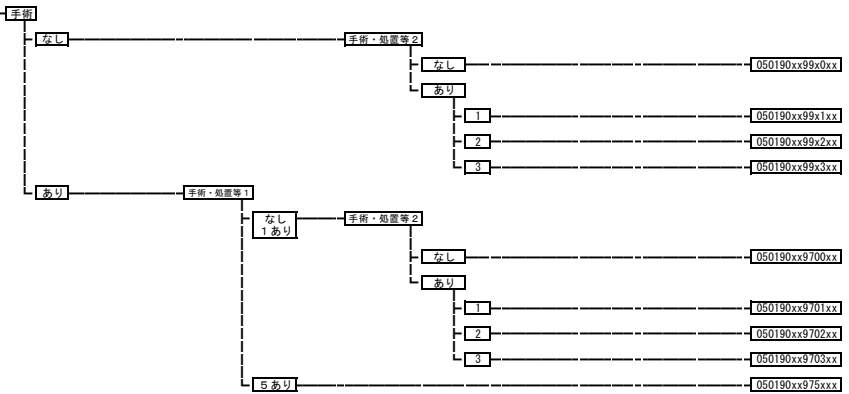 手術
なし
手術・処置等2
なし
050190xx99x0xx
あり
1
050190xx99x1xx
2
050190xx99x2xx
3
050190xx99x3xx
あり
手術・処置等1
なし
1あり
手術・処置等2
なし
050190xx9700xx
あり
1
050190xx9701xx
2
050190xx9702xx
3
050190xx9703xx
5あり
050190xx975xxx